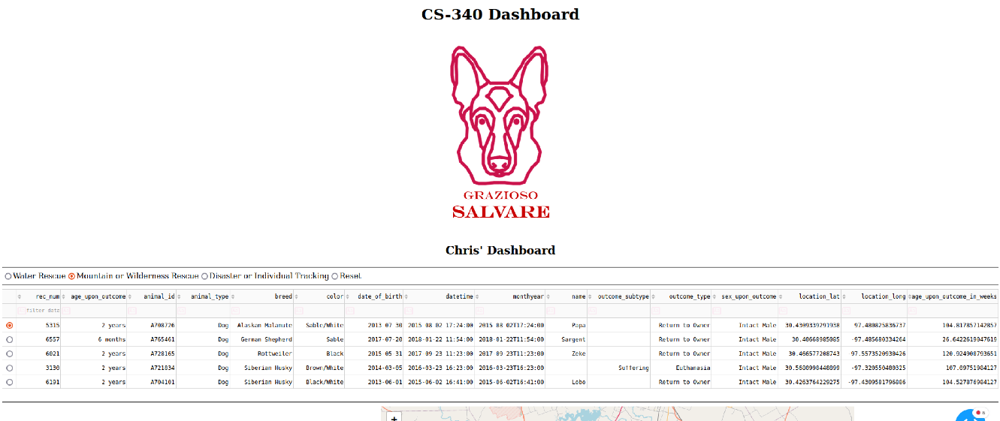 CS-340 Dashboard
GRAZIOSO
SALVARE
Chris' Dashboard
Water Rescue Mountain or Wilderness Rescue Disaster or Individual Tracking Reset
rec_num age_upon_outcome animal_id animal_type breed color date_of_birth datetime monthyear name outcome_subtype outcome_type sex_upon_outcome location_lat location_long age_upon_outcome_in_weeks
filter data
5315 2 years A708726 Dog Alaskan Malamute Sable/White 2013-07-30 2015-08-02 17:24:00 2015-08-02T17:24:00 Papa Return to Owner Intact Male 30.4309339291938 -97.480825836737 104.817857142857
6557 6 months A765461 Dog German Shepherd Sable 2017-07-20 2018-01-22 11:54:00 2018-01-22T11:54:00 Sargent Return to Owner Intact Male 30.40668985085 -97.485680334264 26.6422619047619
6021 2 years A728165 Dog Rottweiler Black 2015-05-31 2017-09-23 11:23:00 2017-09-23T11:23:00 Zeke Return to Owner Intact Male 30.466577208743 -97.5573520930426 120.924900793651
3130 2 years A721834 Dog Siberian Husky Brown/White 2014-03-05 2016-03-23 16:23:00 2016-03-23T16:23:00 Suffering Euthanasia Intact Male 30.5680998448899 -97.320550480325 107.09751984127
6191 2 years A704101 Dog Siberian Husky Black/White 2013-06-01 2015-06-02 16:41:00 2015-06-02T16:41:00 Lobo Return to Owner Intact Male 30.4263764229275 -97.4309581796886 104.527876984127
+
6